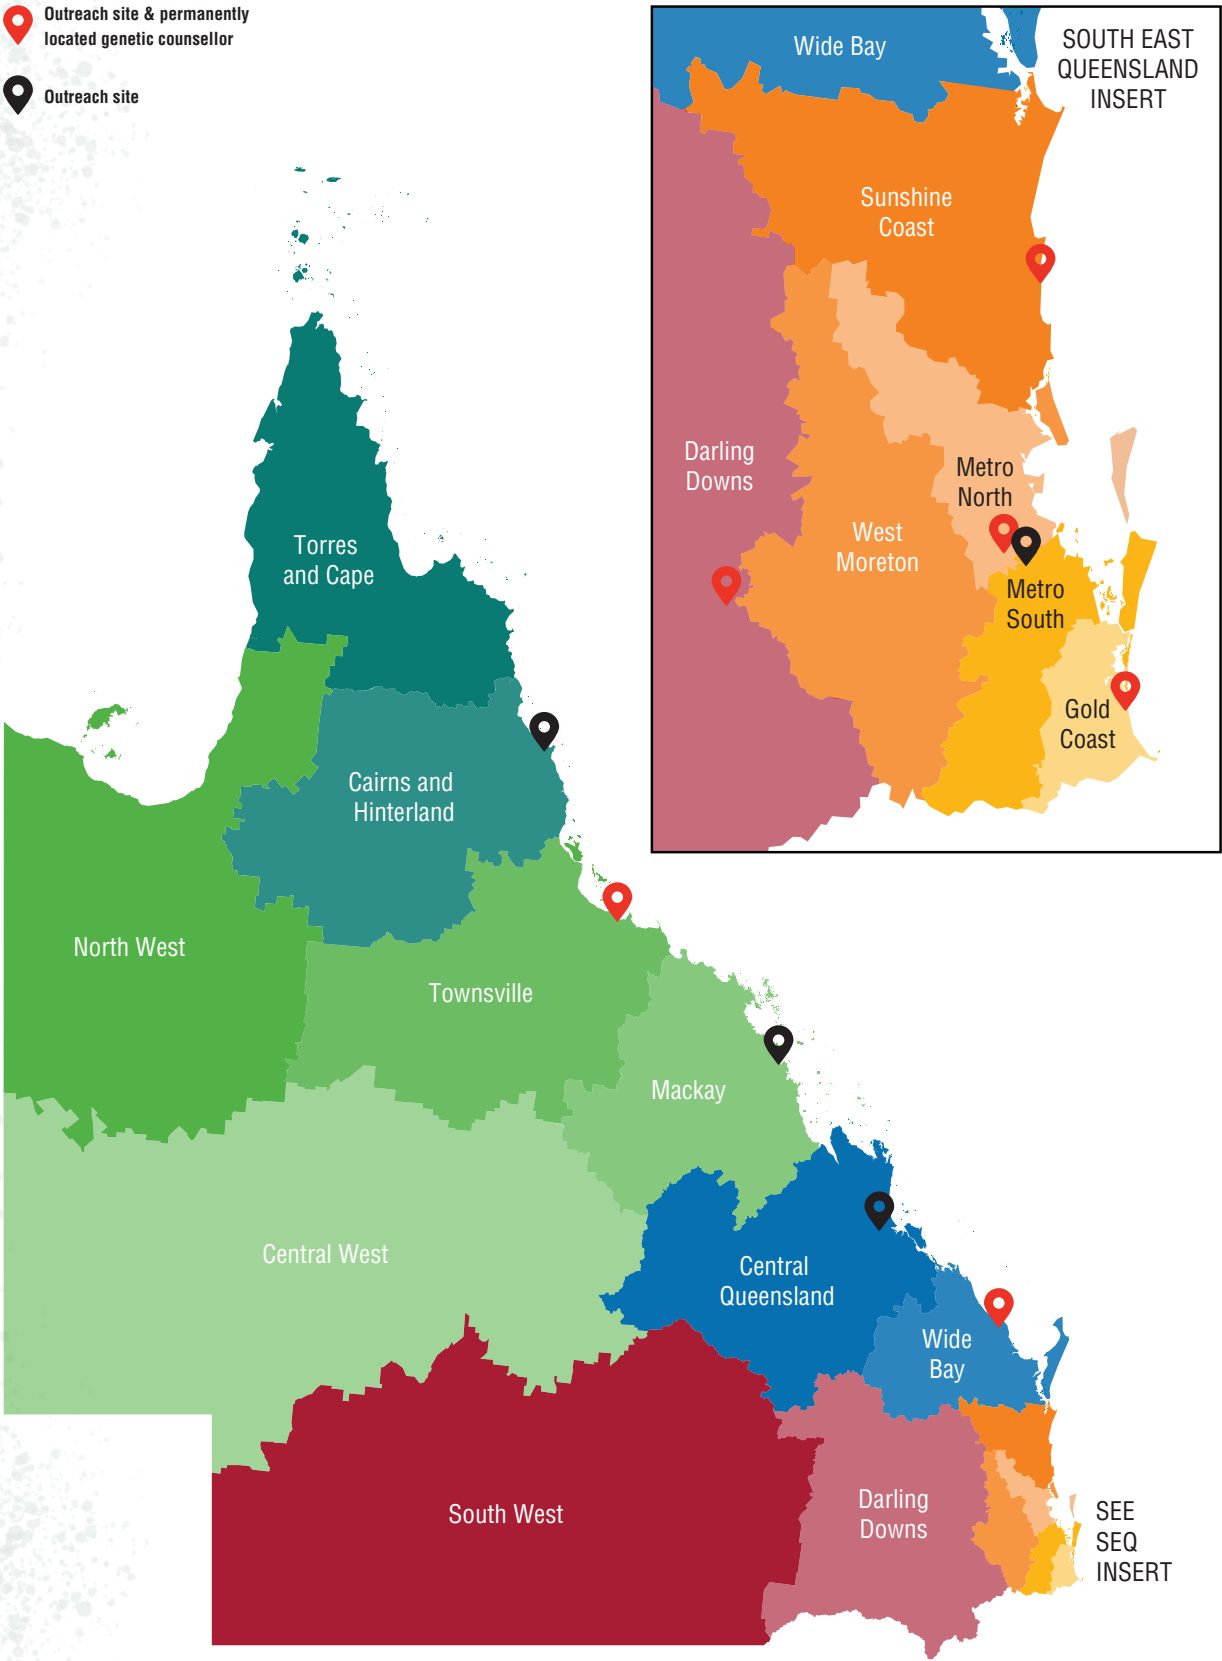 Outreach site & permanently
located genetic counsellor
Outreach site
SOUTH EAST
QUEENSLAND
INSERT
Wide Bay
Sunshine
Coast
Darling
Downs
Metro
North
West
Moreton
Metro
South
Gold
Coast
Torres
and Cape
Cairns and
Hinterland
North West
Townsville
Mackay
Central West
Central
Queensland
Wide
Bay
South West
Darling
Downs
SEE
SEQ
INSERT